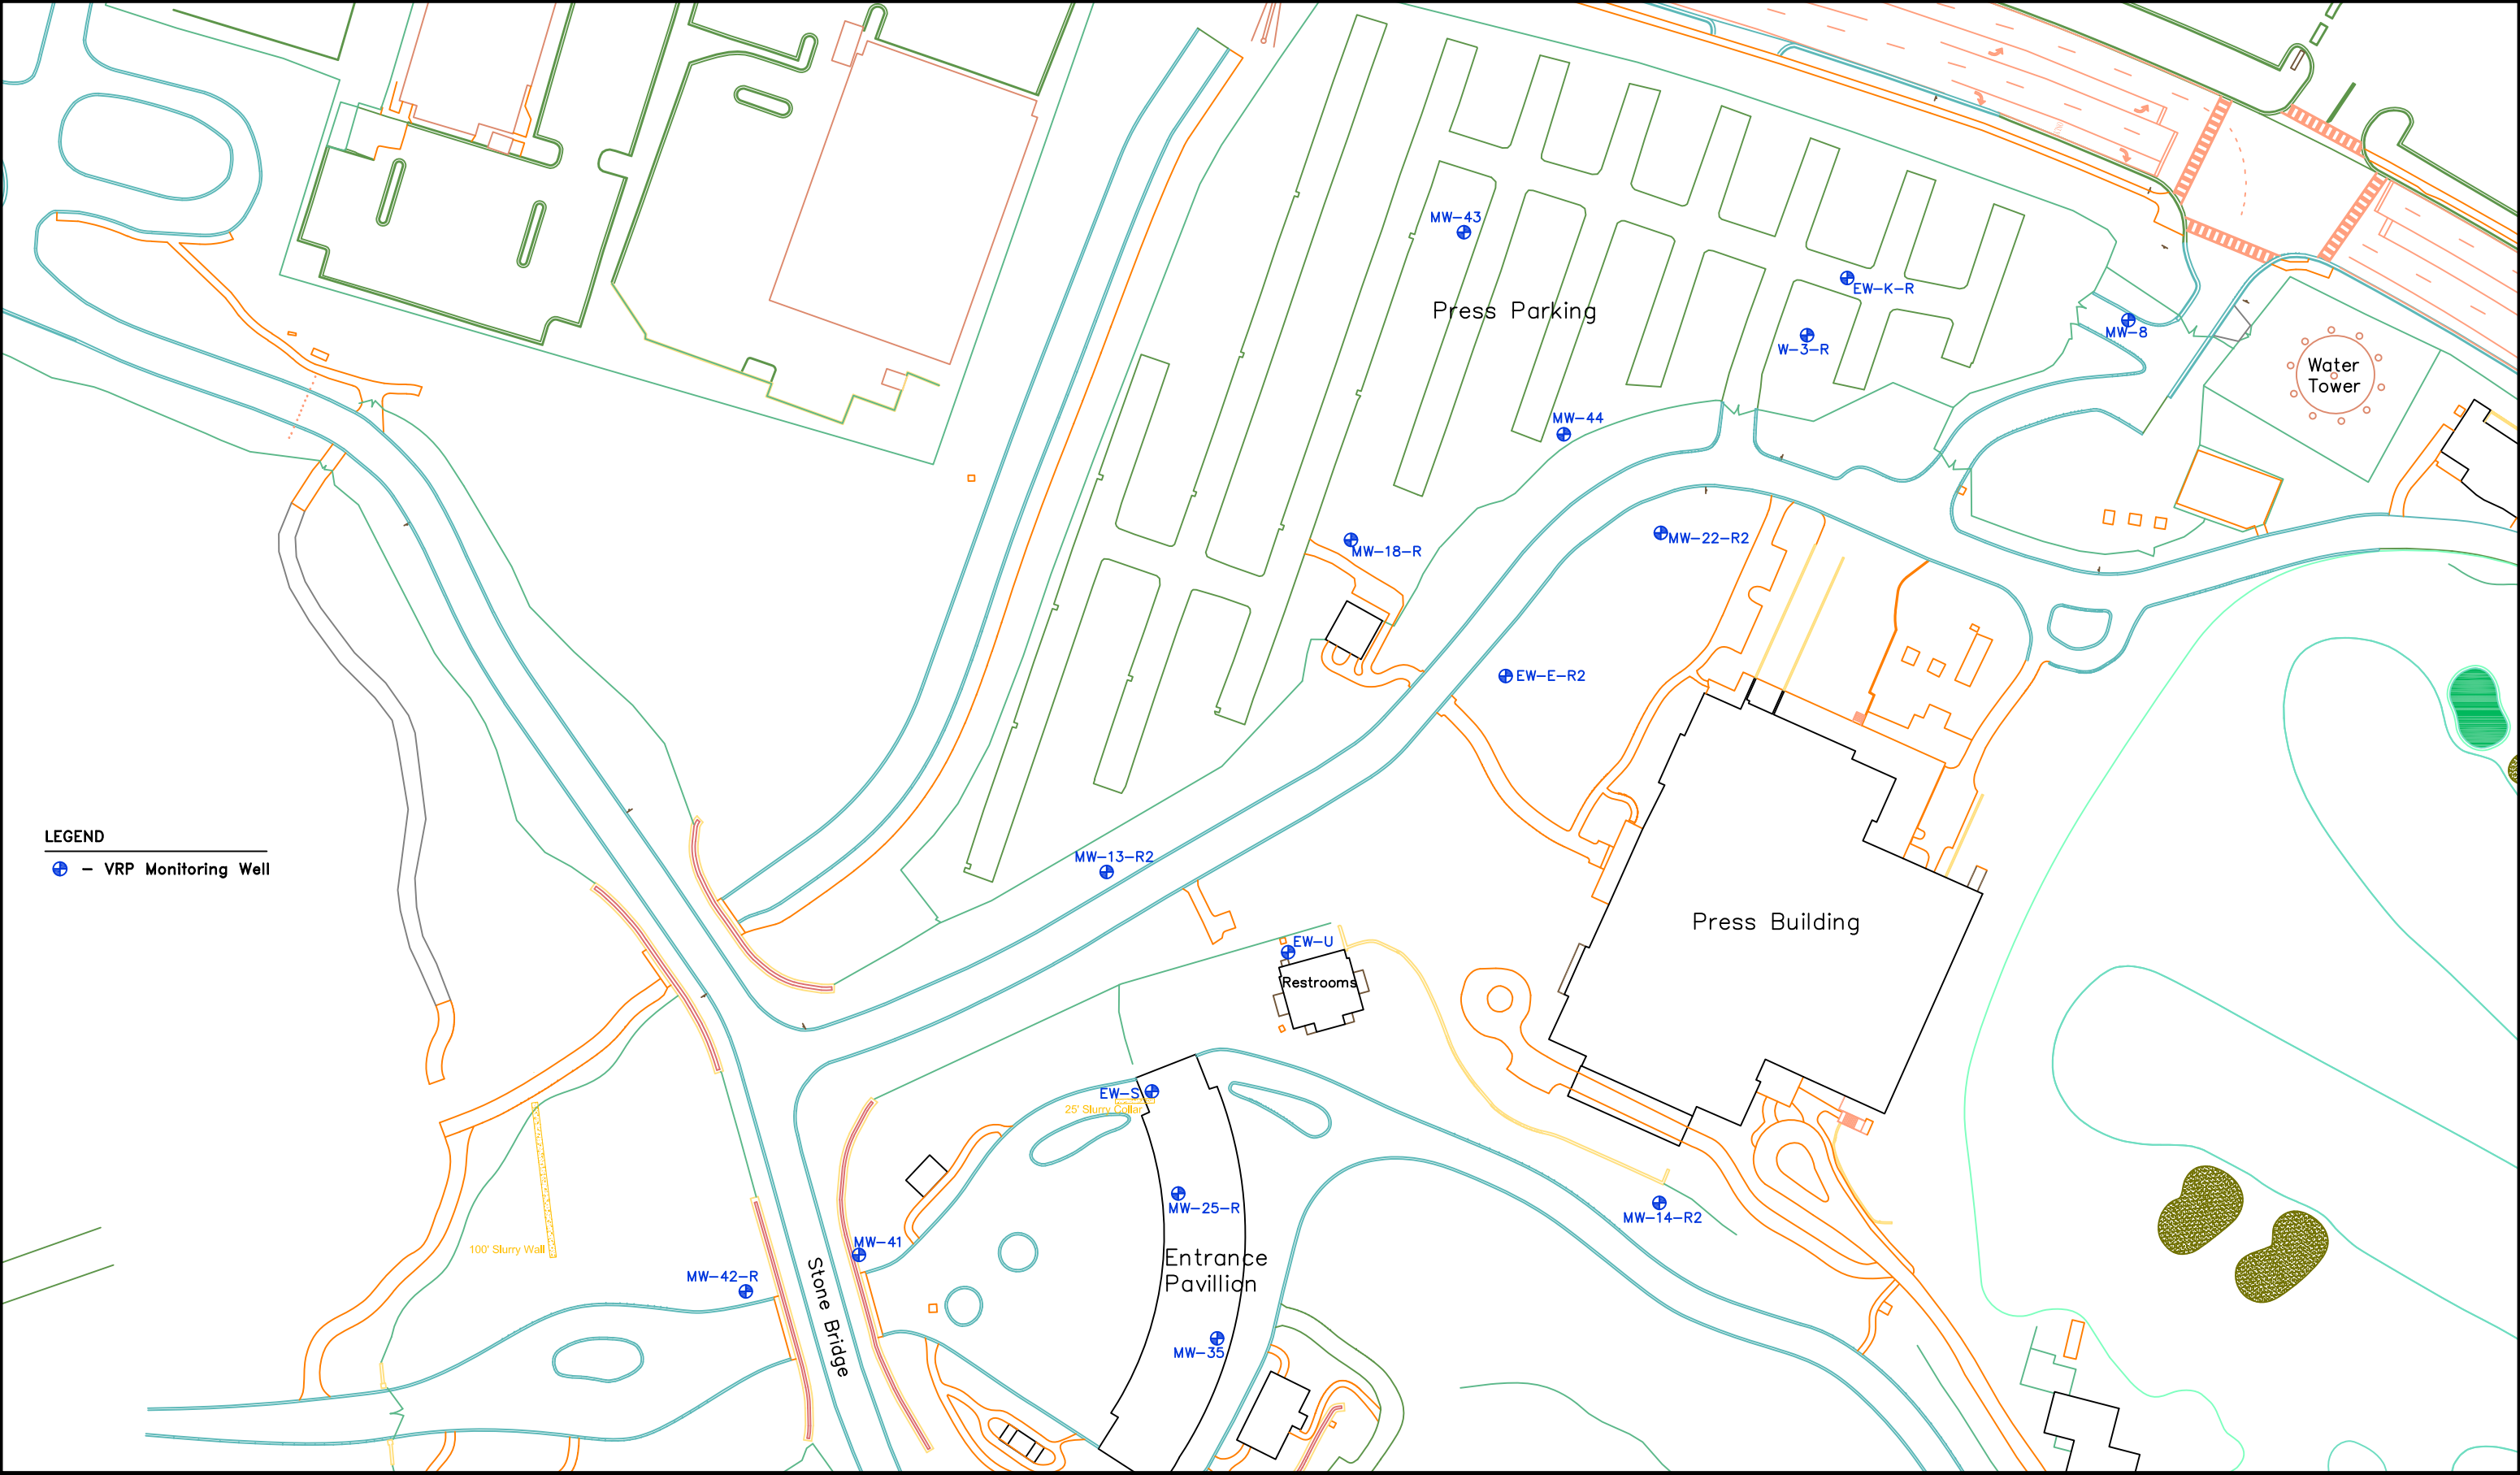 MW-43
EW-K-R
Press Parking
MW-8
W-3-R
Water
Tower
MW-44
MW-22-R2
MW-18-R
EW-E-R2
LEGEND
- VRP Monitoring Well
MW-13-R2
Press Building
EW-U
Restrooms
EW-S
25' Slurry Collar
MW-25-R
MW-14-R2
MW-41
100' Slurry Wall
Entrance
Pavillion
MW-42-R
Stone Bridge
MW-35